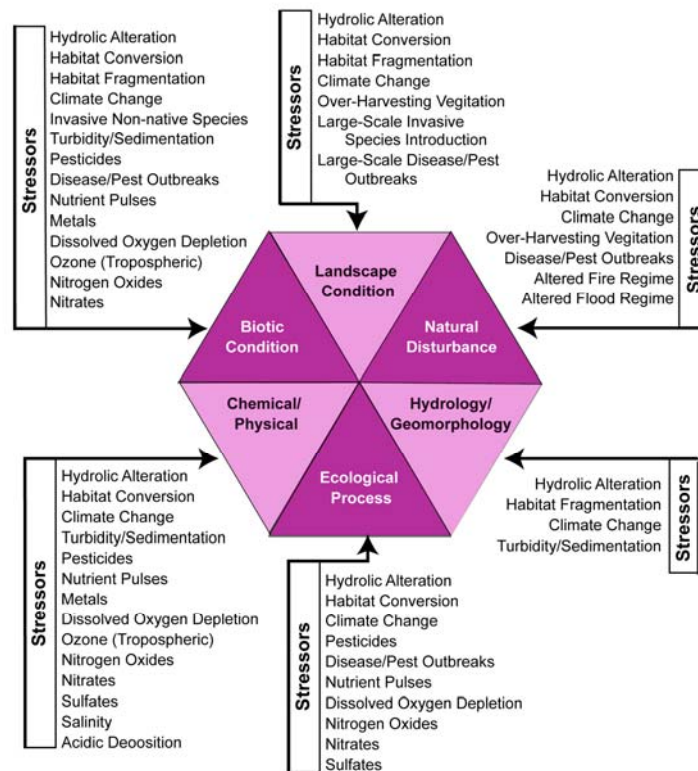 Stressors
Hydrolic Alteration
Habitat Conversion
Habitat Fragmentation
Climate Change
Invasive Non-native Species
Turbidity/Sedimentation
Pesticides
Disease/Pest Outbreaks
Nutrient Pulses
Metals
Dissolved Oxygen Depletion
Ozone (Tropospheric)
Nitrogen Oxides
Nitrates
Stressors
Hydrolic Alteration
Habitat Conversion
Habitat Fragmentation
Climate Change
Over-Harvesting Vegitation
Large-Scale Invasive
Species Introduction
Large-Scale Disease/Pest
Outbreaks
Stressors
Hydrolic Alteration
Habitat Conversion
Climate Change
Over-Harvesting Vegitation
Disease/Pest Outbreaks
Altered Fire Regime
Altered Flood Regime
Landscape
Condition
Biotic
Condition
Natural
Disturbance
Chemical/
Physical
Hydrology/
Geomorphology
Ecological
Process
Stressors
Hydrolic Alteration
Habitat Conversion
Climate Change
Turbidity/Sedimentation
Pesticides
Nutrient Pulses
Metals
Dissolved Oxygen Depletion
Ozone (Tropospheric)
Nitrogen Oxides
Nitrates
Sulfates
Salinity
Acidic Deoosition
Stressors
Hydrolic Alteration
Habitat Conversion
Climate Change
Pesticides
Disease/Pest Outbreaks
Nutrient Pulses
Dissolved Oxygen Depletion
Nitrogen Oxides
Nitrates
Sulfates
Stressors
Hydrolic Alteration
Habitat Fragmentation
Climate Change
Turbidity/Sedimentation